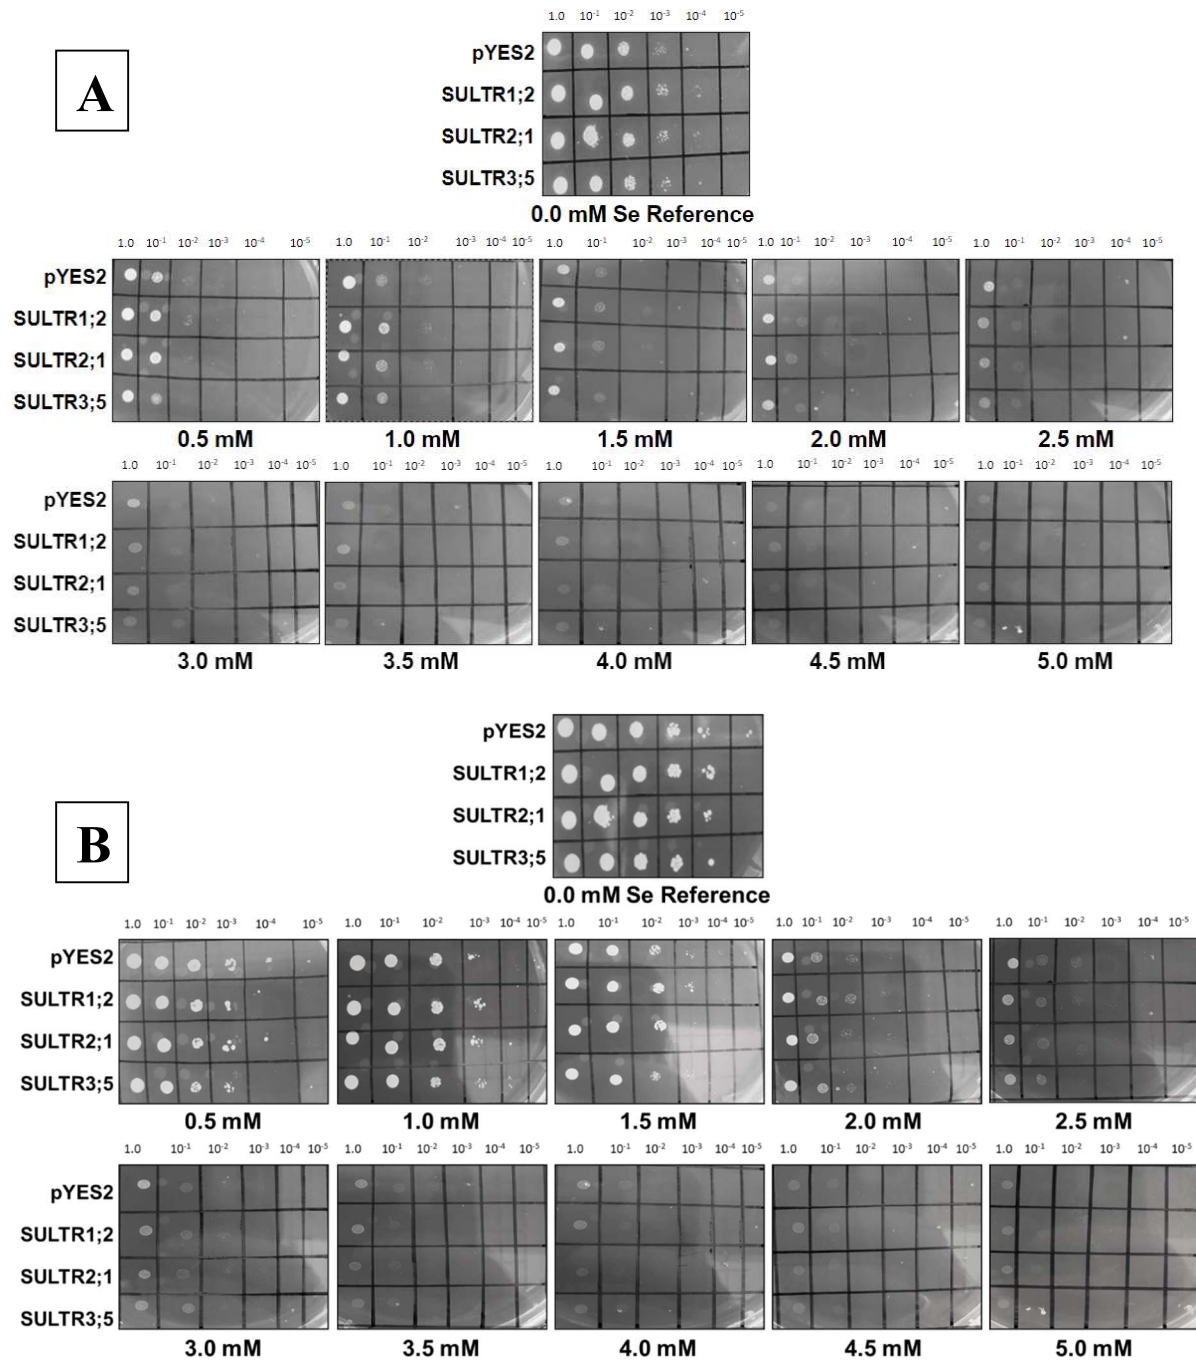 A
1.0 10⁻¹ 10⁻² 10⁻³ 10⁻⁴ 10⁻⁵
pYES2
SULTR1;2
SULTR2;1
SULTR3;5
0.0 mM Se Reference
1.0 10⁻¹ 10⁻² 10⁻³ 10⁻⁴ 10⁻⁵ 1.0 10⁻¹ 10⁻² 10⁻³ 10⁻⁴ 10⁻⁵ 1.0 10⁻¹ 10⁻² 10⁻³ 10⁻⁴ 10⁻⁵ 1.0 10⁻¹ 10⁻² 10⁻³ 10⁻⁴ 10⁻⁵ 1.0 10⁻¹ 10⁻² 10⁻³ 10⁻⁴ 10⁻⁵
pYES2
SULTR1;2
SULTR2;1
SULTR3;5
0.5 mM 1.0 mM 1.5 mM 2.0 mM 2.5 mM
1.0 10⁻¹ 10⁻² 10⁻³ 10⁻⁴ 10⁻⁵ 1.0 10⁻¹ 10⁻² 10⁻³ 10⁻⁴ 10⁻⁵ 1.0 10⁻¹ 10⁻² 10⁻³ 10⁻⁴ 10⁻⁵ 1.0 10⁻¹ 10⁻² 10⁻³ 10⁻⁴ 10⁻⁵ 1.0 10⁻¹ 10⁻² 10⁻³ 10⁻⁴ 10⁻⁵
pYES2
SULTR1;2
SULTR2;1
SULTR3;5
3.0 mM 3.5 mM 4.0 mM 4.5 mM 5.0 mM
B
pYES2
SULTR1;2
SULTR2;1
SULTR3;5
0.0 mM Se Reference
1.0 10⁻¹ 10⁻² 10⁻³ 10⁻⁴ 10⁻⁵ 1.0 10⁻¹ 10⁻² 10⁻³ 10⁻⁵ 1.0 10⁻¹ 10⁻² 10⁻³ 10⁻⁴ 10⁻⁵ 1.0 10⁻¹ 10⁻² 10⁻³ 10⁻⁴ 10⁻⁵ 1.0 10⁻¹ 10⁻² 10⁻³ 10⁻⁴ 10⁻⁵
pYES2
SULTR1;2
SULTR2;1
SULTR3;5
0.5 mM 1.0 mM 1.5 mM 2.0 mM 2.5 mM
1.0 10⁻¹ 10⁻² 10⁻³ 10⁻⁴ 10⁻⁵ 1.0 10⁻¹ 10⁻² 10⁻³ 10⁻⁴ 10⁻⁵ 1.0 10⁻¹ 10⁻² 10⁻³ 10⁻⁴ 10⁻⁵ 1.0 10⁻¹ 10⁻² 10⁻³ 10⁻⁴ 10⁻⁵ 1.0 10⁻¹ 10⁻² 10⁻³ 10⁻⁴ 10⁻⁵
pYES2
SULTR1;2
SULTR2;1
SULTR3;5
3.0 mM 3.5 mM 4.0 mM 4.5 mM 5.0 mM